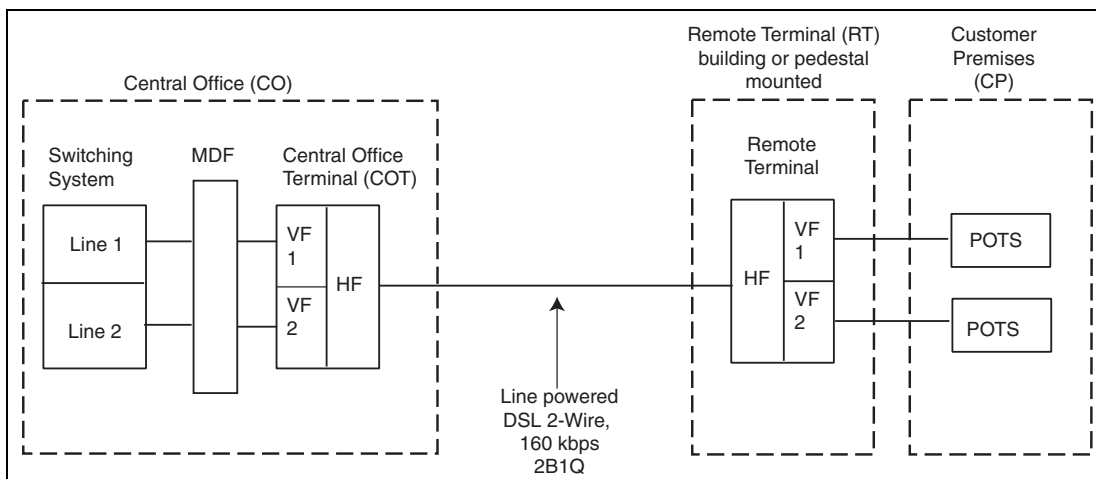 Central Office (CO)
Switching
System
MDF
Central Office
Terminal (COT)
Line 1
Line 2
VF
1
VF
2
HF
Line powered
DSL 2-Wire,
160 kbps
2B1Q
Remote Terminal (RT)
building or pedestal
mounted
Remote
Terminal
HF
VF
1
VF
2
Customer
Premises
(CP)
POTS
POTS